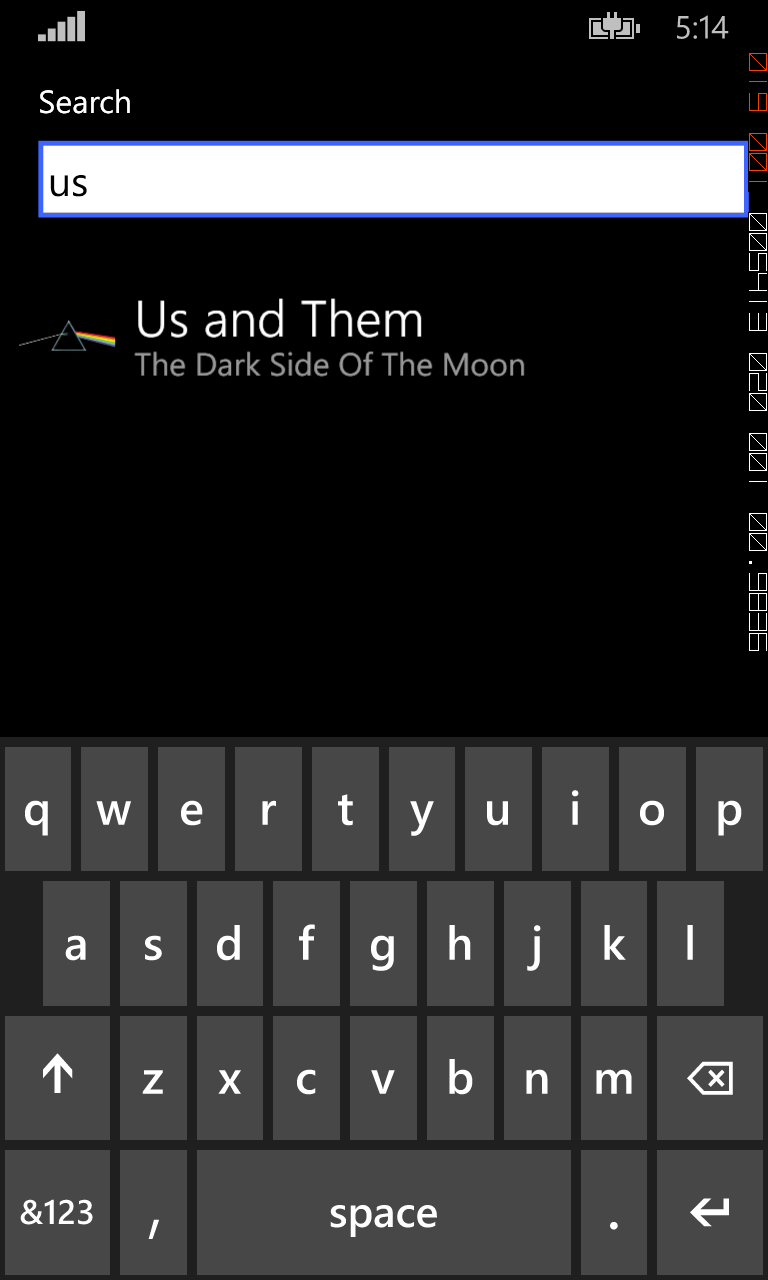 5:14
Search
us
Us and Them
The Dark Side Of The Moon
q w e r t y u i o p
a s d f g h j k l
z x c v b n m
&123 , space .